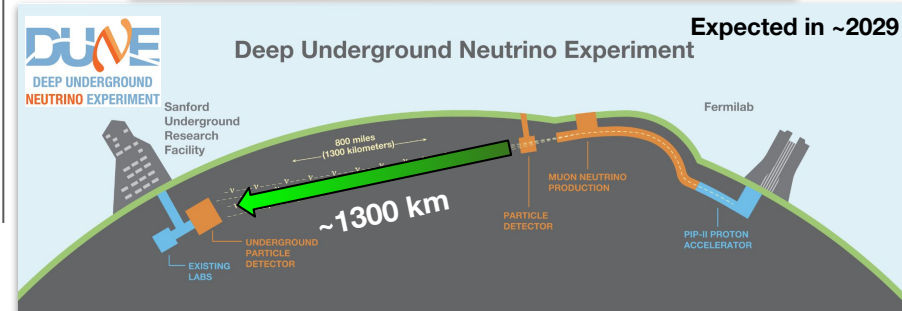 Expected in ~2029
Deep Underground Neutrino Experiment
DUNE
DEEP UNDERGROUND
NEUTRINO EXPERIMENT
Sanford
Underground
Research
Facility
Fermilab
800 miles
(1300 kilometers)
ν ν ν ν ν ν ν ν
~1300 km
MUON NEUTRINO
PRODUCTION
PARTICLE
DETECTOR
PIP-II PROTON
ACCELERATOR
UNDERGROUND
PARTICLE
DETECTOR
EXISTING
LABS